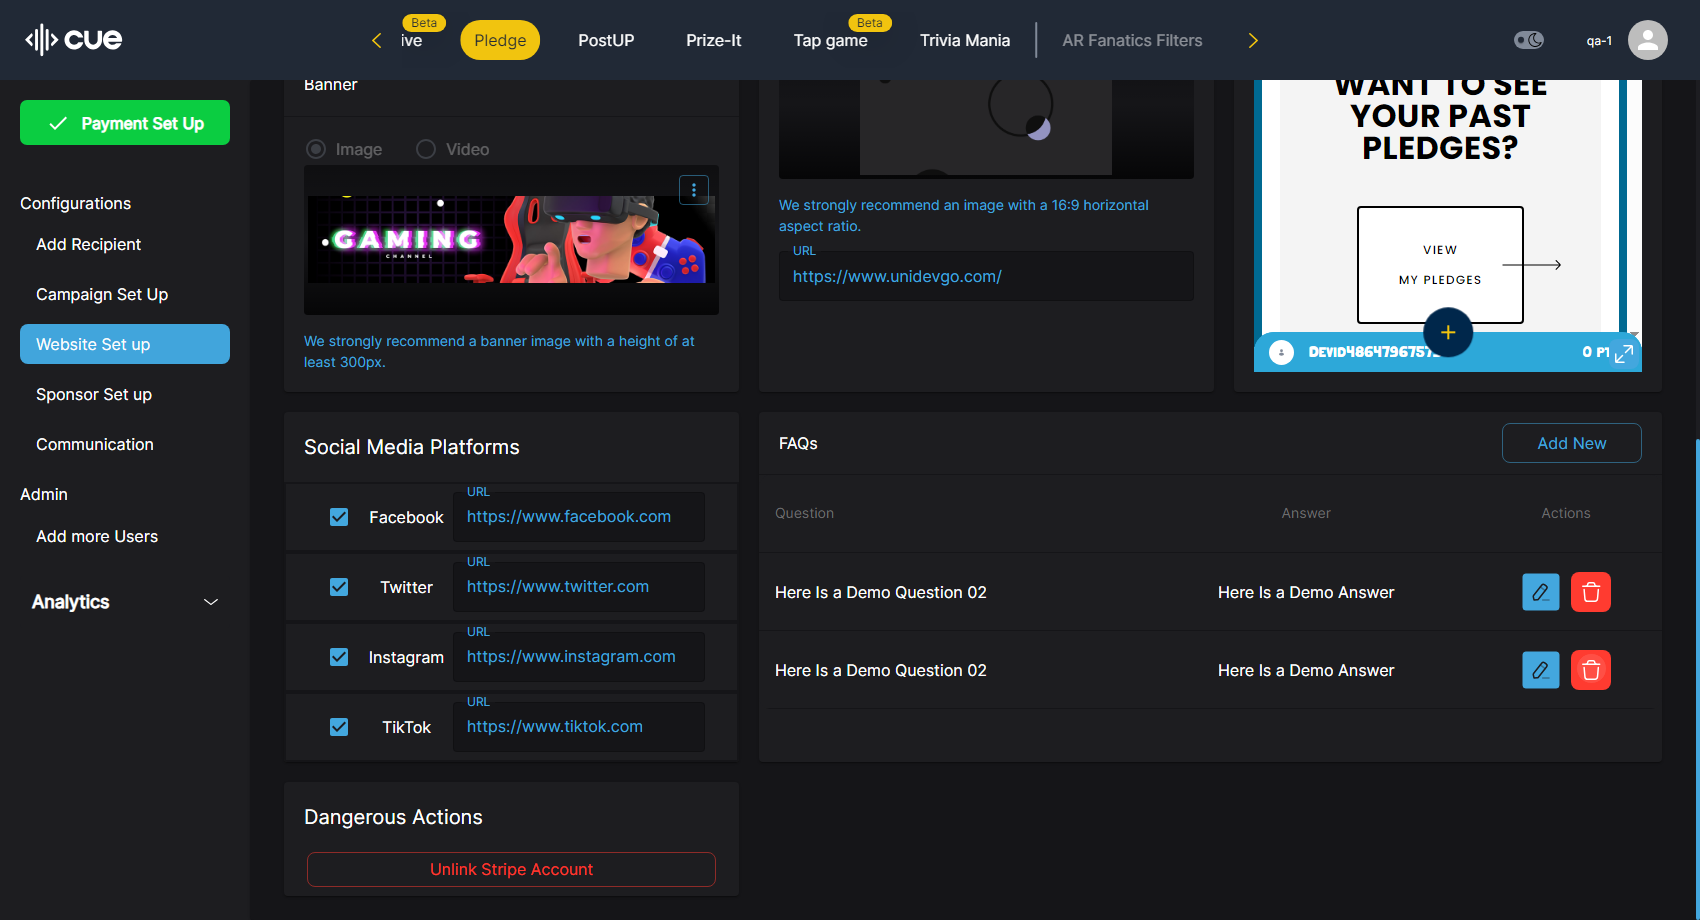 cue
Beta
ive
Pledge
PostUP
Prize-It
Beta
Tap game
Trivia Mania
AR Fanatics Filters
qa-1
Payment Set Up
Configurations
Add Recipient
Campaign Set Up
Website Set up
Sponsor Set up
Communication
Admin
Add more Users
Analytics
Banner
Image
Video
GAMING
CHANNEL
We strongly recommend a banner image with a height of at
least 300px.
We strongly recommend an image with a 16:9 horizontal
aspect ratio.
URL
https://www.unidevgo.com/
WANT TO SEE
YOUR PAST
PLEDGES?
VIEW
MY PLEDGES
0 PT
Social Media Platforms
Facebook
URL
https://www.facebook.com
Twitter
URL
https://www.twitter.com
Instagram
URL
https://www.instagram.com
TikTok
URL
https://www.tiktok.com
FAQs
Add New
Question Answer Actions
Here Is a Demo Question 02 Here Is a Demo Answer
Here Is a Demo Question 02 Here Is a Demo Answer
Dangerous Actions
Unlink Stripe Account